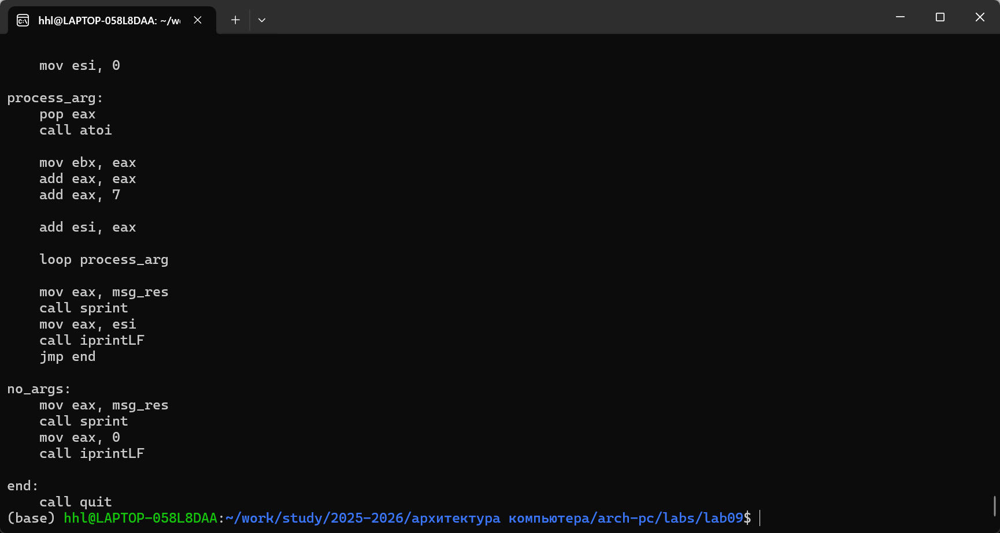 hhl@LAPTOP-058L8DAA: ~/w
mov esi, 0
process_arg:
pop eax
call atoi
mov ebx, eax
add eax, eax
add eax, 7
add esi, eax
loop process_arg
mov eax, msg_res
call sprint
mov eax, esi
call iprintLF
jmp end
no_args:
mov eax, msg_res
call sprint
mov eax, 0
call iprintLF
end:
call quit
(base) hhl@LAPTOP-058L8DAA:~/work/study/2025-2026/архитектура компьютера/arch-pc/labs/lab09$